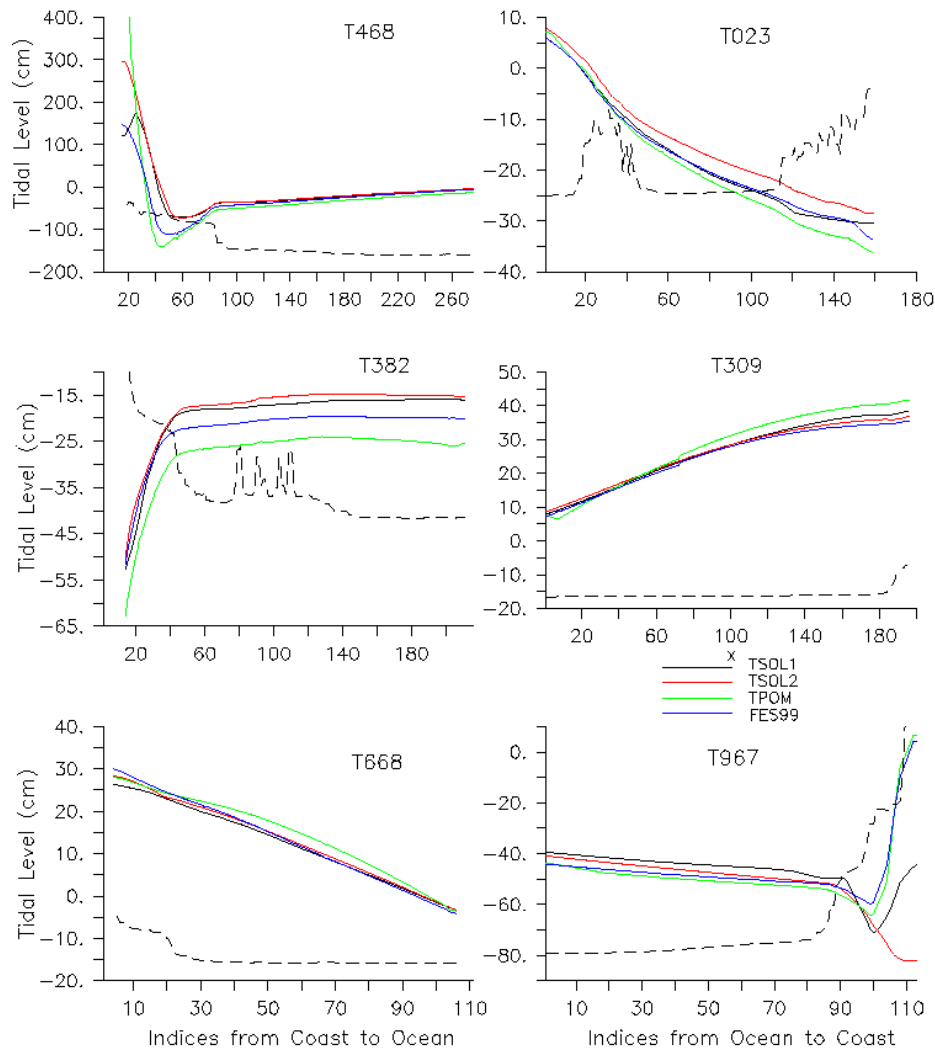 T468
Tidal Level (cm)
400.
300.
200.
100.
0.
-100.
-200.
20 60 100 140 180 220 260
T023
10.
0.
-10.
-20.
-30.
-40.
20 60 100 140 180
T382
Tidal Level (cm)
-15.
-25.
-35.
-45.
-55.
-65.
20 60 100 140 180
T309
50.
40.
30.
20.
10.
0.
-10.
-20.
20 60 100 140 180
x
TSOL1
TSOL2
TPOM
FES99
T668
Tidal Level (cm)
40.
30.
20.
10.
0.
-10.
-20.
10 30 50 70 90 110
Indices from Coast to Ocean
T967
0.
-20.
-40.
-60.
-80.
10 30 50 70 90 110
Indices from Ocean to Coast